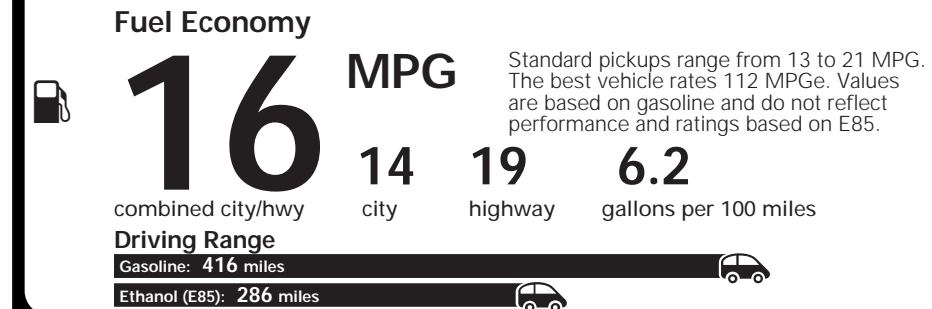 Fuel Economy
16 MPG
Standard pickups range from 13 to 21 MPG.
The best vehicle rates 112 MPGe. Values
are based on gasoline and do not reflect
performance and ratings based on E85.
14 19 6.2
combined city/hwy city highway gallons per 100 miles
Driving Range
Gasoline: 416 miles
Ethanol (E85): 286 miles